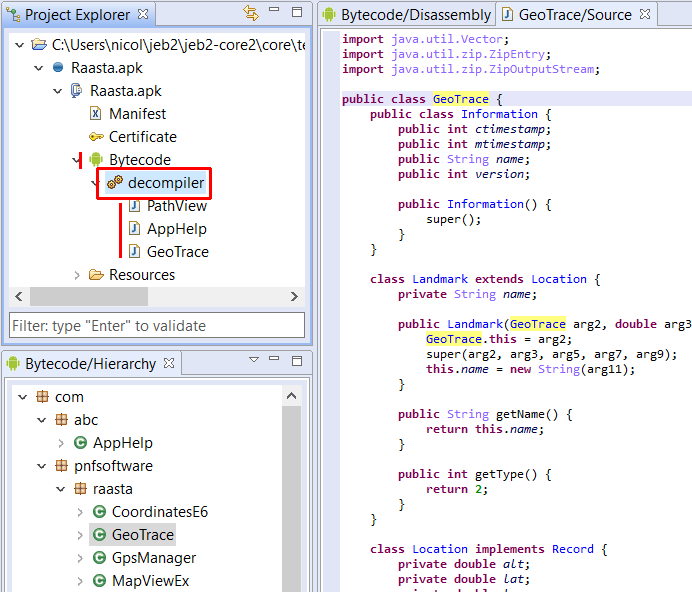 Project Explorer
C:\Users\nicol\jeb2\jeb2-core2\core\te
Raasta.apk
Raasta.apk
Manifest
Certificate
Bytecode
decompiler
PathView
AppHelp
GeoTrace
Resources
Filter: type "Enter" to validate
Bytecode/Hierarchy
com
abc
AppHelp
pnfsoftware
raasta
CoordinatesE6
GeoTrace
GpsManager
MapViewEx
Bytecode/Disassembly
GeoTrace/Source
import java.util.Vector;
import java.util.zip.ZipEntry;
import java.util.zip.ZipOutputStream;
public class GeoTrace {
public class Information {
public int ctimestamp;
public int mtimestamp;
public String name;
public int version;
public Information() {
super();
}
}
class Landmark extends Location {
private String name;
public Landmark(GeoTrace arg2, double arg3
GeoTrace.this = arg2;
super(arg2, arg3, arg5, arg7, arg9);
this.name = new String(arg11);
}
public String getName() {
return this.name;
}
public int getType() {
return 2;
}
}
class Location implements Record {
private double alt;
private double lat;